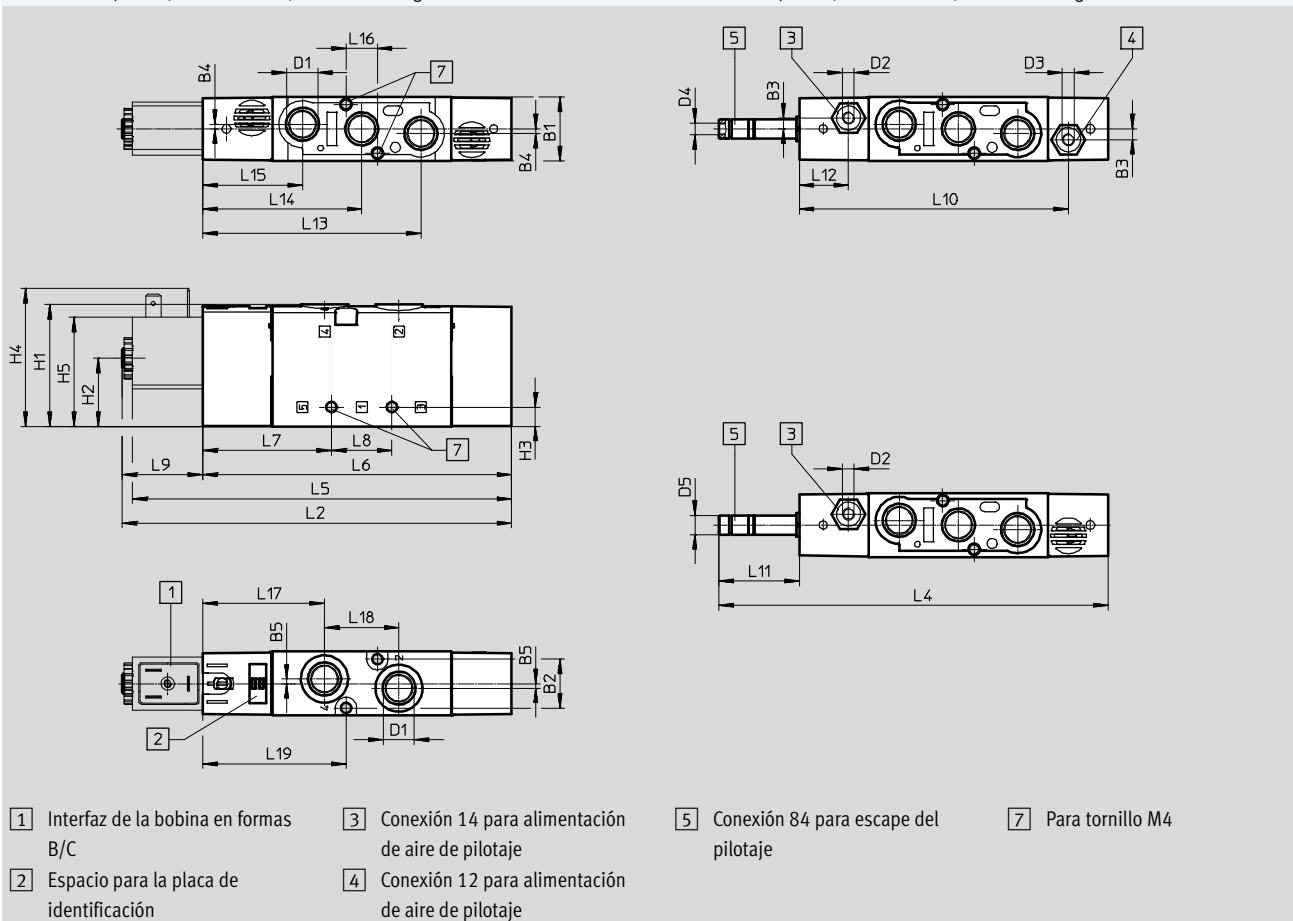 L16
D1
7
B4
B1
B4
L15
L14
L13
5
3
4
D2
D3
D4
B3
B3
L12
L10
H4
H1
H5
H2
4
2
5
1
3
H3
L7
L8
7
L9
L6
L5
L2
5
3
D2
D5
L11
L4
1
L17
L18
B5
B5
B2
2
4
D1
2
L19
1 Interfaz de la bobina en formas
B/C
2 Espacio para la placa de
identificación
3 Conexión 14 para alimentación
de aire de pilotaje
4 Conexión 12 para alimentación
de aire de pilotaje
5 Conexión 84 para escape del
pilotaje
7 Para tornillo M4